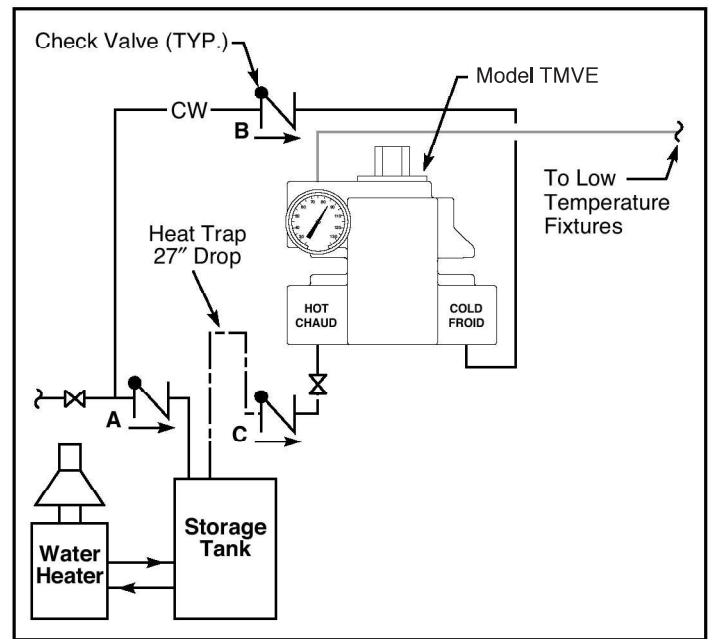 Check Valve (TYP.)
Model TMVE
CW
B
To Low
Temperature
Fixtures
Heat Trap
27″ Drop
HOT
CHAUD
COLD
FROID
A
C
Storage
Tank
Water
Heater